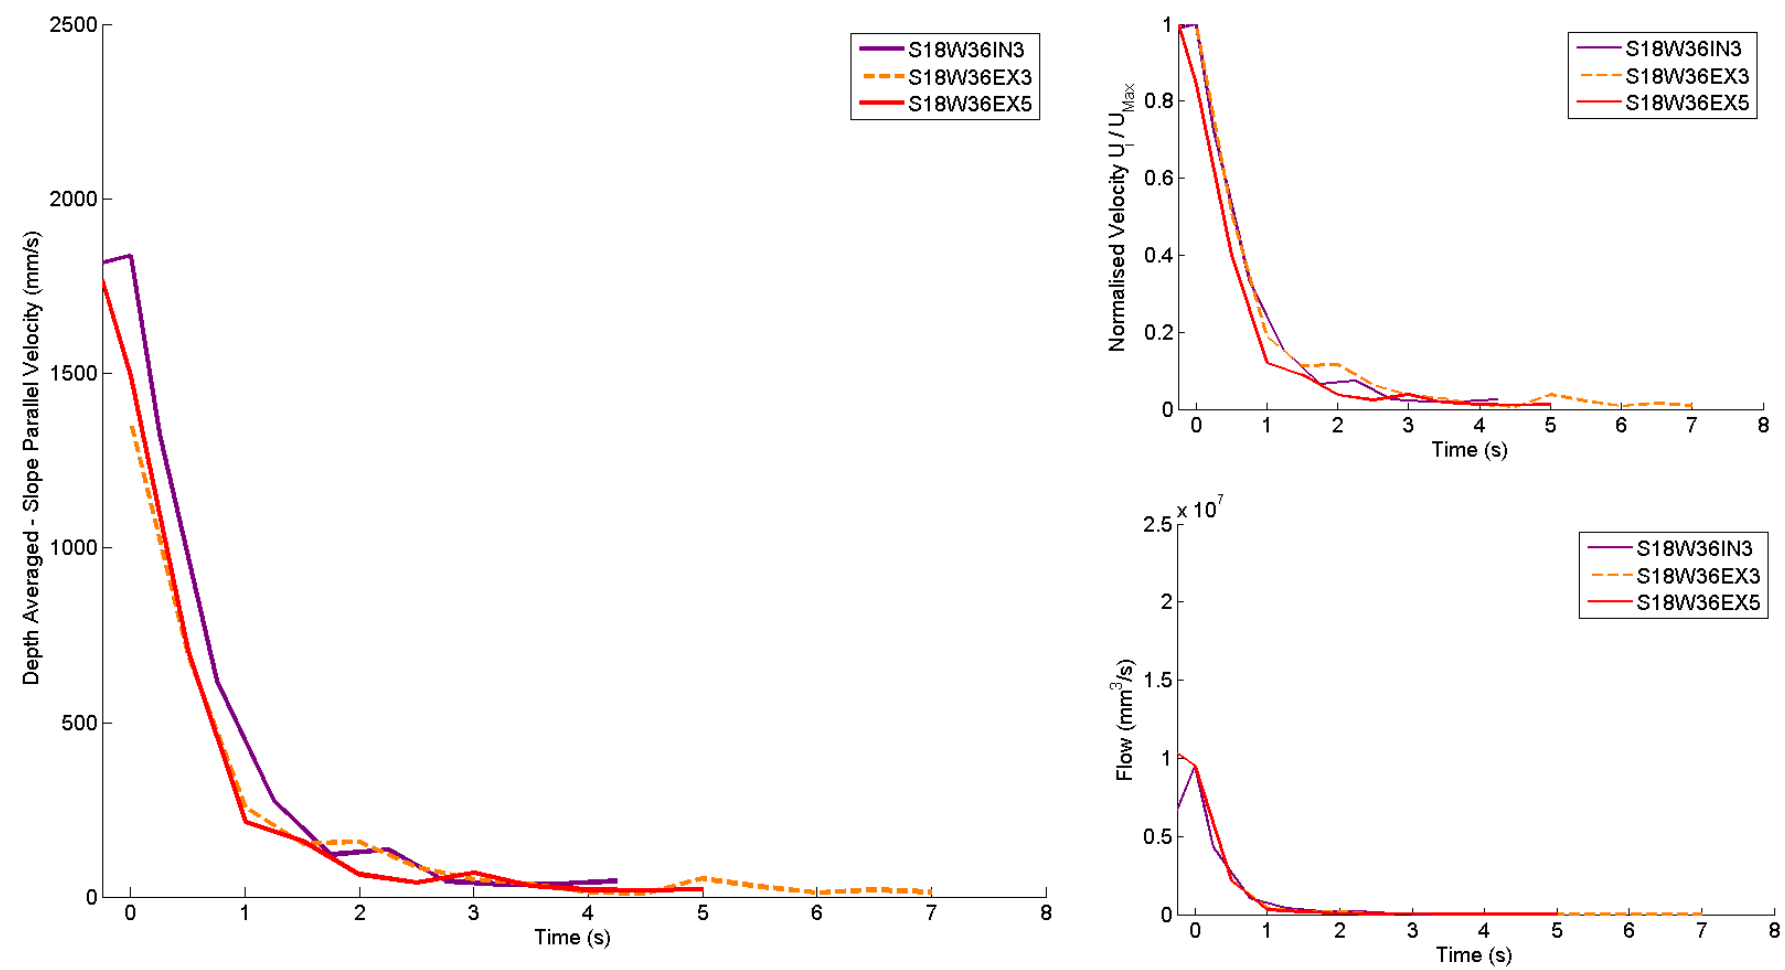 2500
2000
1500
1000
500
0
Depth Averaged - Slope Parallel Velocity (mm/s)
0 1 2 3 4 5 6 7 8
Time (s)
S18W36IN3
S18W36EX3
S18W36EX5
1
0.8
0.6
0.4
0.2
0
Normalised Velocity Ui / UMax
0 1 2 3 4 5 6 7 8
Time (s)
S18W36IN3
S18W36EX3
S18W36EX5
x 10^7
2.5
2
1.5
1
0.5
0
Flow (mm^3/s)
0 1 2 3 4 5 6 7 8
Time (s)
S18W36IN3
S18W36EX3
S18W36EX5